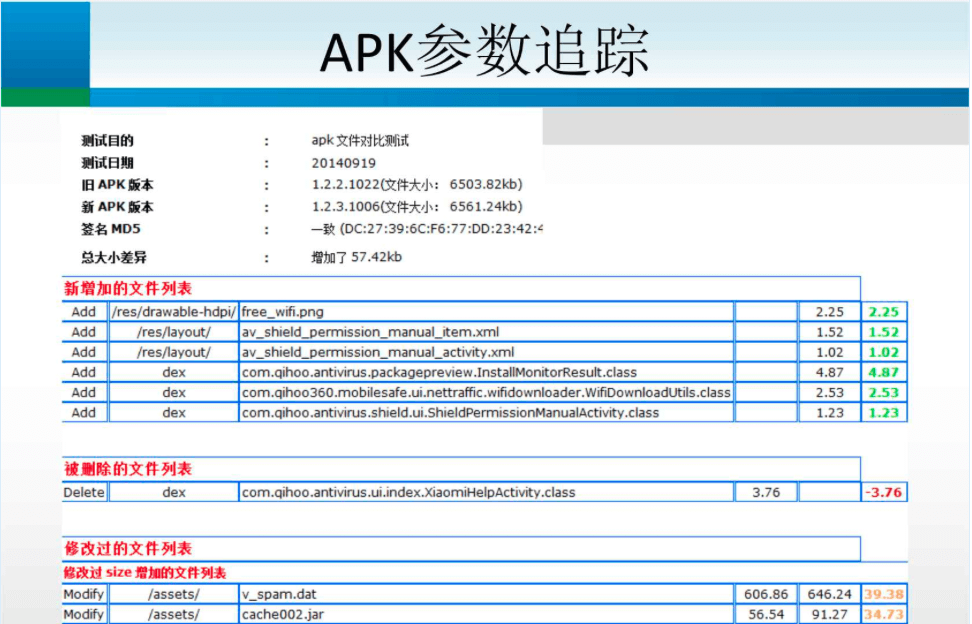 APK参数追踪
测试目的 : apk 文件对比测试
测试日期 : 20140919
旧 APK 版本 : 1.2.2.1022(文件大小: 6503.82kb)
新 APK 版本 : 1.2.3.1006(文件大小: 6561.24kb)
签名 MD5 : 一致 (DC:27:39:6C:F6:77:DD:23:42:4
总大小差异 : 增加了 57.42kb
新增加的文件列表
Add /res/drawable-hdpi/ free_wifi.png 2.25 2.25
Add /res/layout/ av_shield_permission_manual_item.xml 1.52 1.52
Add /res/layout/ av_shield_permission_manual_activity.xml 1.02 1.02
Add dex com.qihoo.antivirus.packagepreview.InstallMonitorResult.class 4.87 4.87
Add dex com.qihoo360.mobilesafe.ui.nettraffic.wifidownloader.WifiDownloadUtils.class 2.53 2.53
Add dex com.qihoo.antivirus.shield.ui.ShieldPermissionManualActivity.class 1.23 1.23
被删除的文件列表
Delete dex com.qihoo.antivirus.ui.index.XiaomiHelpActivity.class 3.76 -3.76
修改过的文件列表
修改过 size 增加的文件列表
Modify /assets/ v_spam.dat 606.86 646.24 39.38
Modify /assets/ cache002.jar 56.54 91.27 34.73